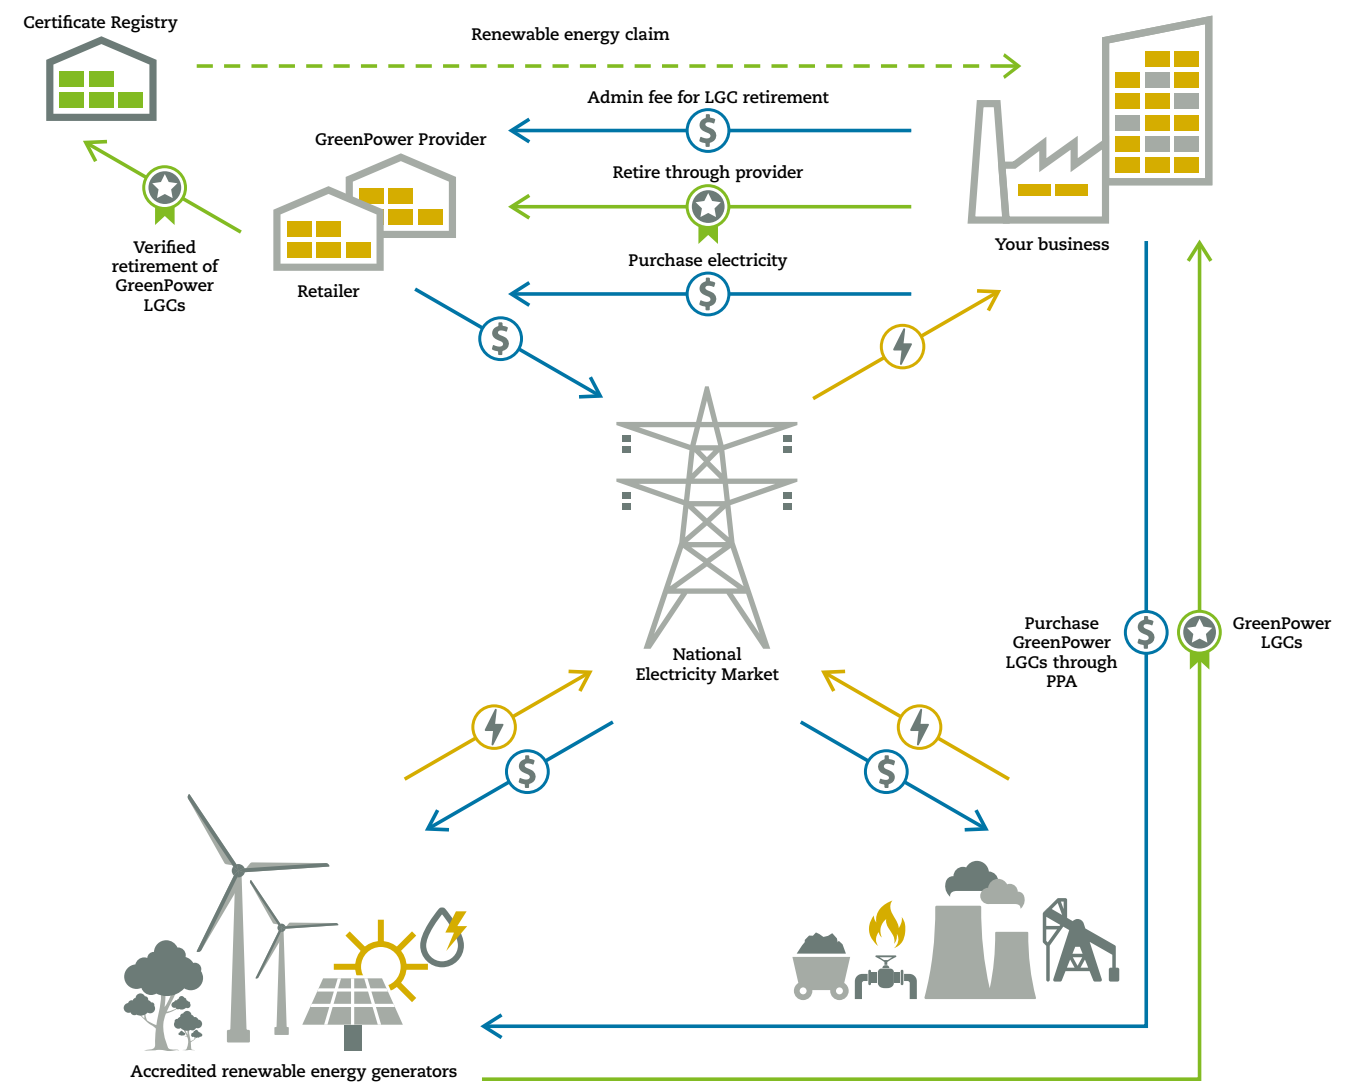 Certificate Registry
Renewable energy claim
Admin fee for LGC retirement
$
GreenPower Provider
Retire through provider
Verified
retirement of
GreenPower
LGCs
Retailer
Purchase electricity
$
Your business
$
National
Electricity Market
Purchase
GreenPower
LGCs through
PPA
$
GreenPower
LGCs
$
$
Accredited renewable energy generators